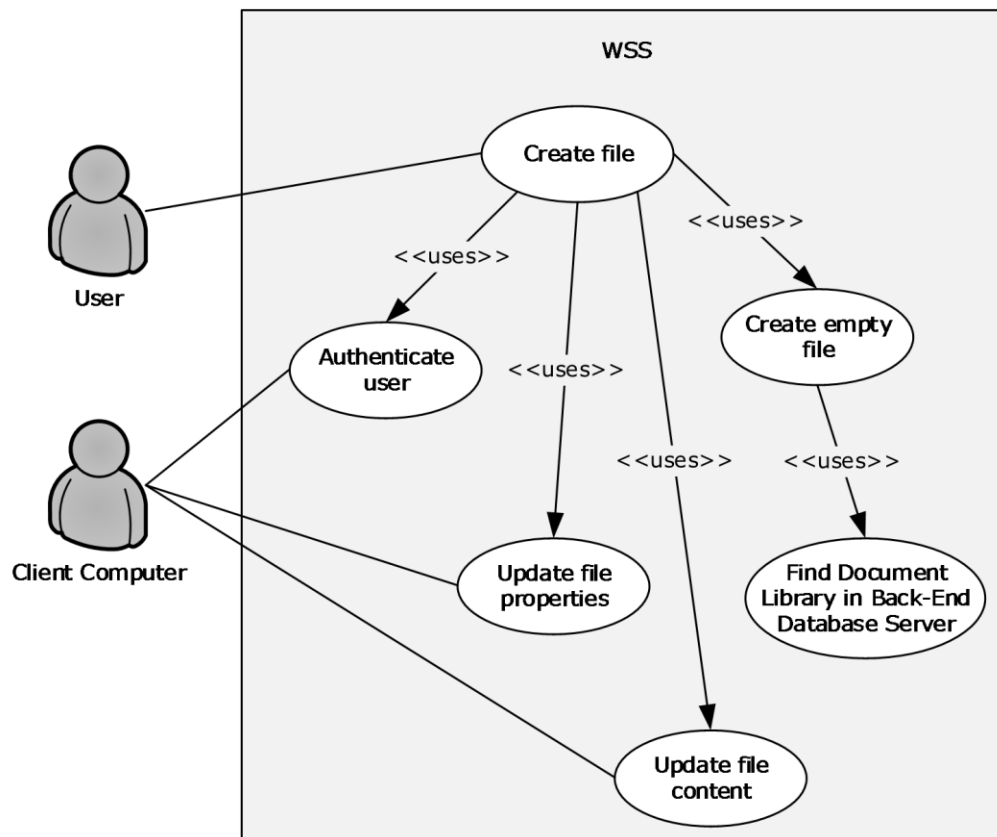 WSS
Create file
<<uses>>
User
<<uses>>
Create empty
file
Authenticate
user
<<uses>>
<<uses>>
<<uses>>
Client Computer
Update file
properties
Find Document
Library in Back-End
Database Server
Update file
content